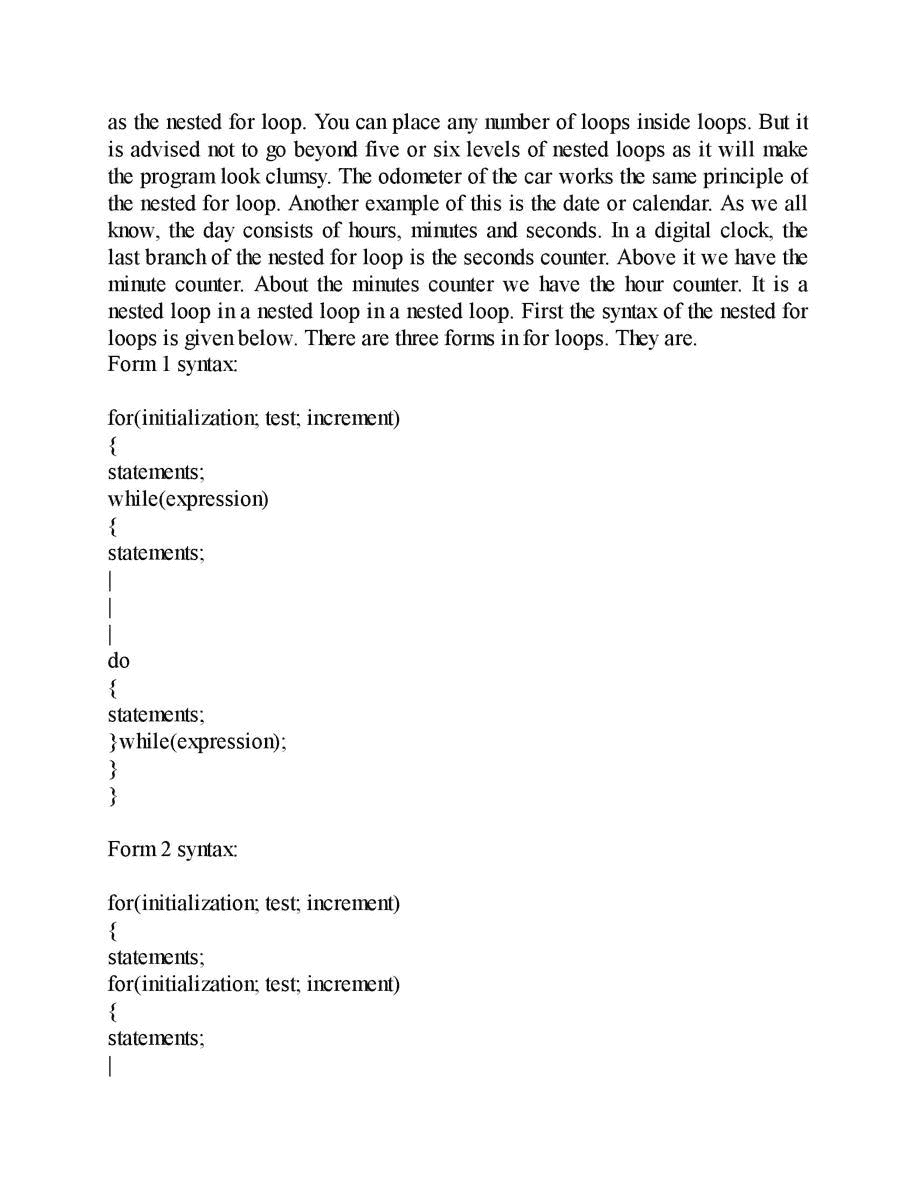 as the nested for loop. You can place any number of loops inside loops. But it
is advised not to go beyond five or six levels of nested loops as it will make
the program look clumsy. The odometer of the car works the same principle of
the nested for loop. Another example of this is the date or calendar. As we all
know, the day consists of hours, minutes and seconds. In a digital clock, the
last branch of the nested for loop is the seconds counter. Above it we have the
minute counter. About the minutes counter we have the hour counter. It is a
nested loop in a nested loop in a nested loop. First the syntax of the nested for
loops is given below. There are three forms in for loops. They are.
Form 1 syntax:
for(initialization; test; increment)
{
statements;
while(expression)
{
statements;
|
|
|
do
{
statements;
}while(expression);
}
}
Form 2 syntax:
for(initialization; test; increment)
{
statements;
for(initialization; test; increment)
{
statements;
|